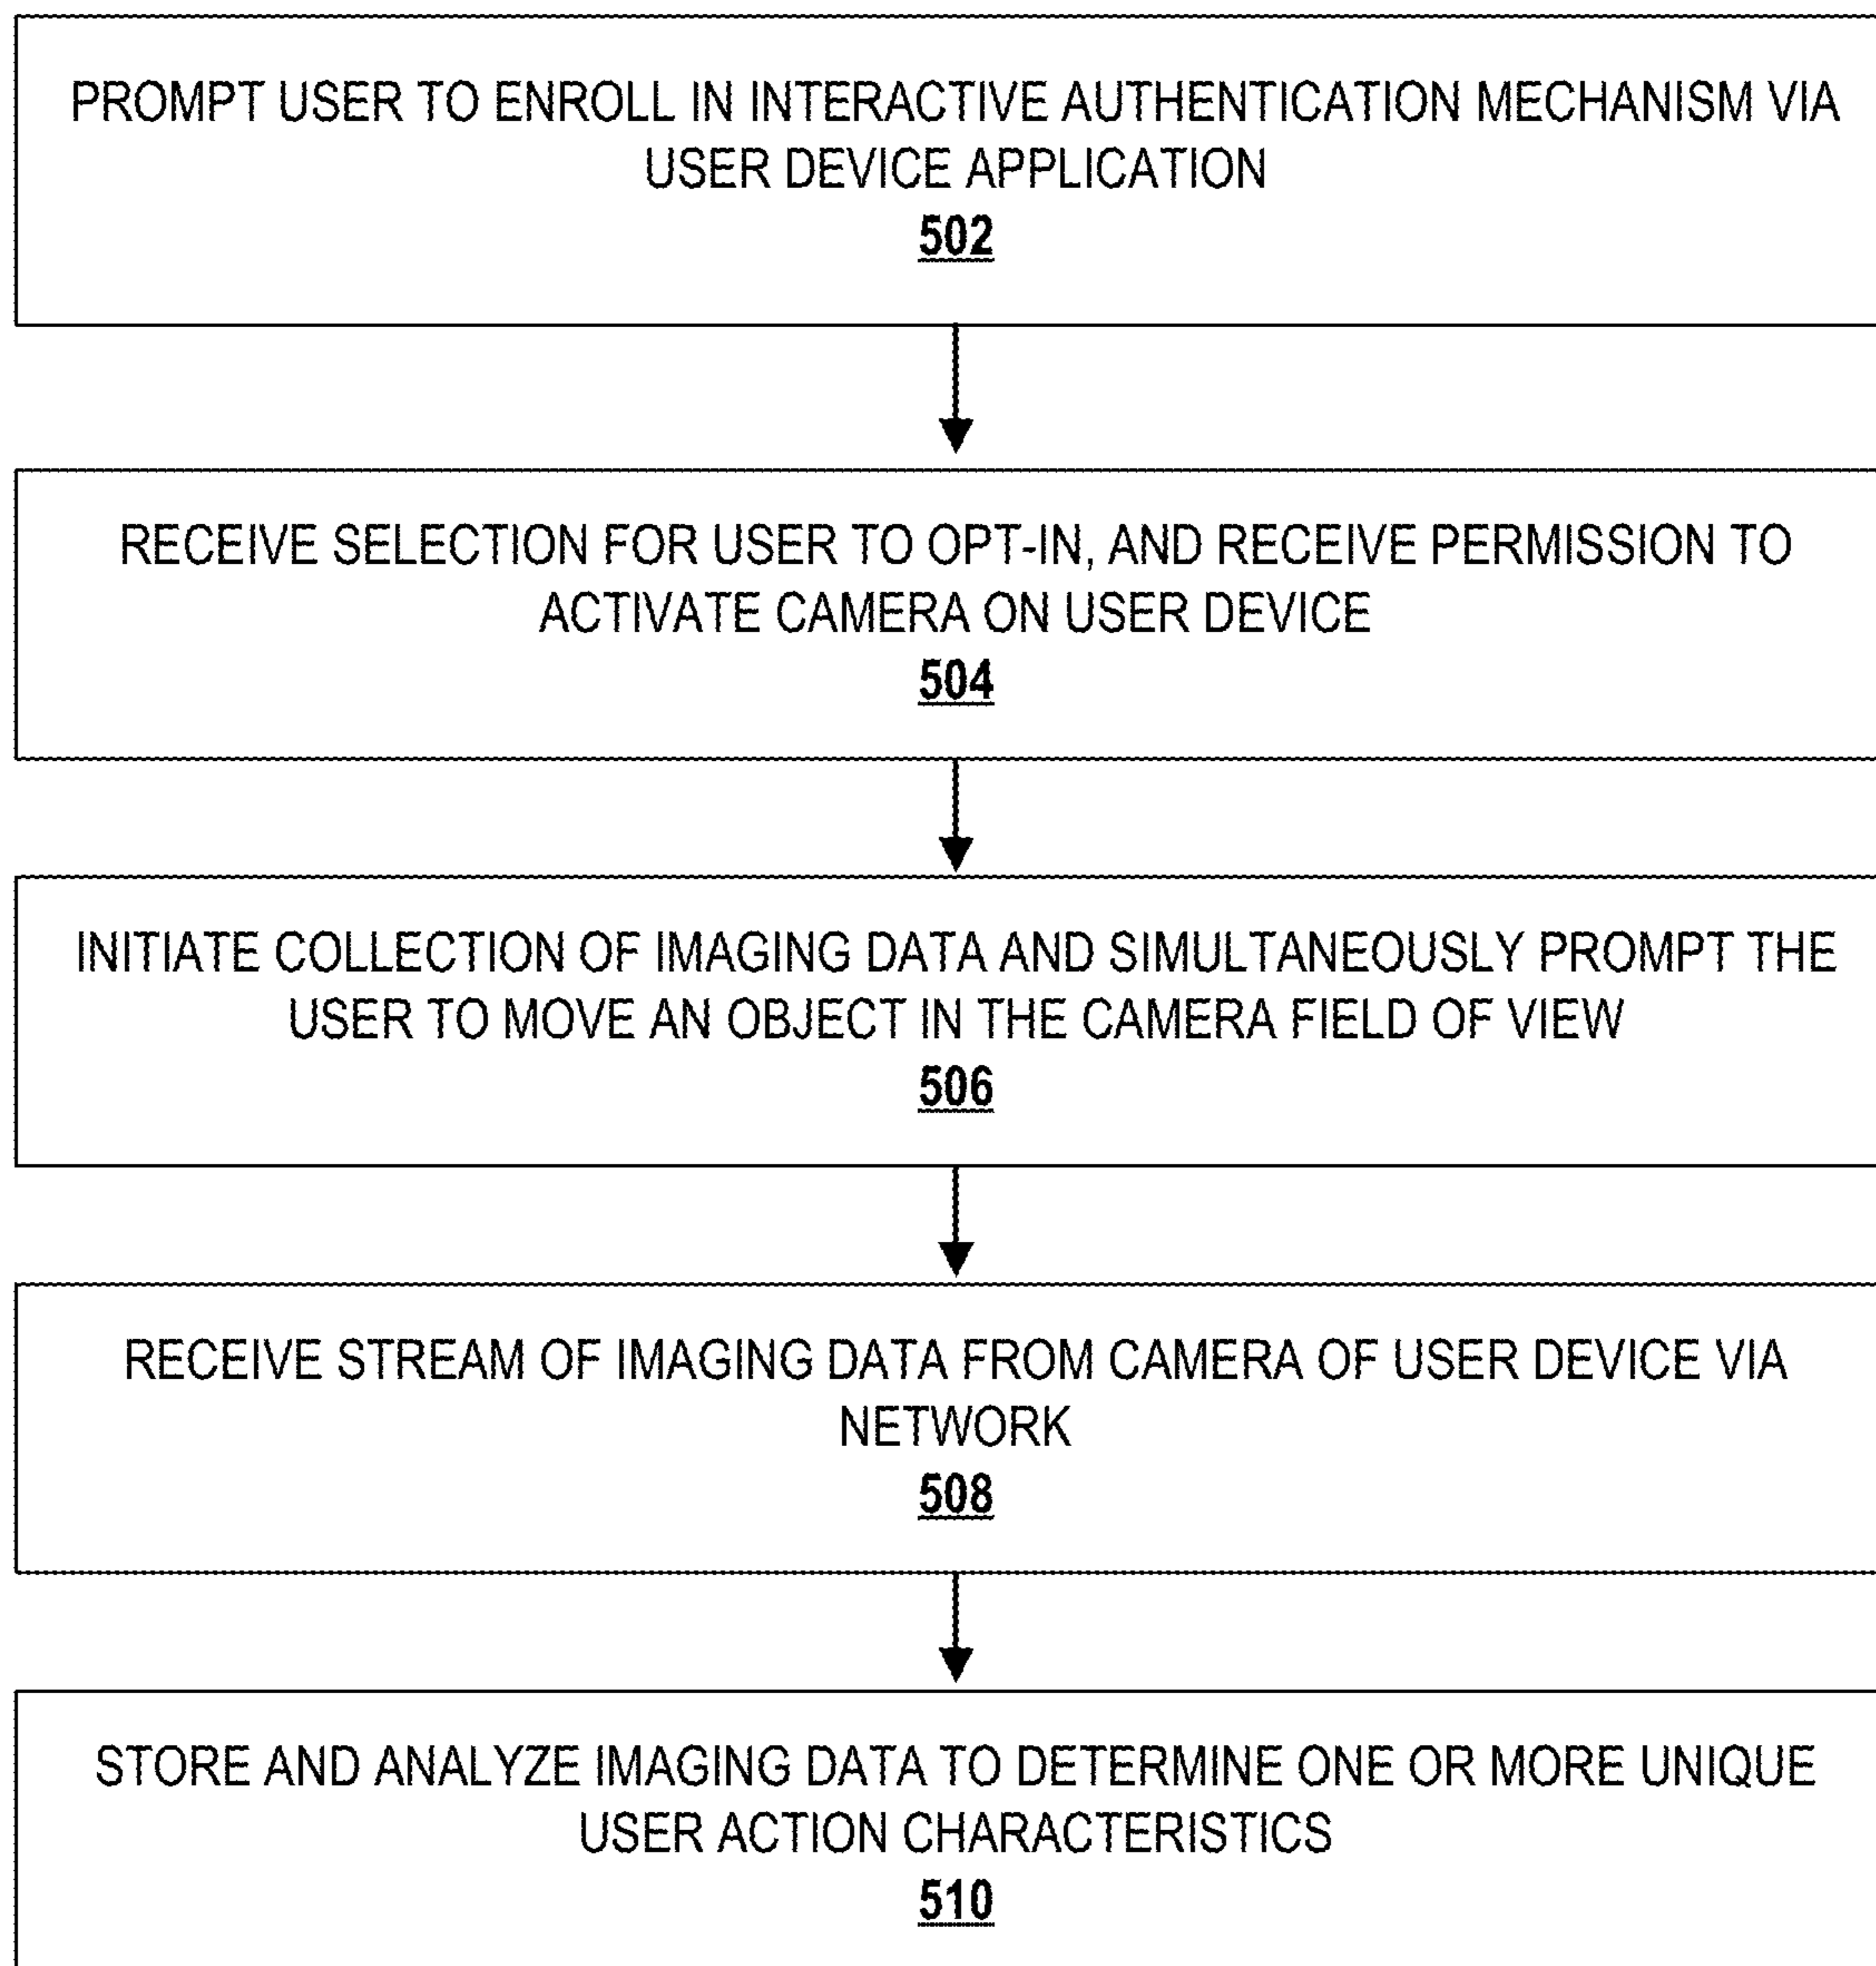 PROMPT USER TO ENROLL IN INTERACTIVE AUTHENTICATION MECHANISM VIA
USER DEVICE APPLICATION
502
RECEIVE SELECTION FOR USER TO OPT-IN, AND RECEIVE PERMISSION TO
ACTIVATE CAMERA ON USER DEVICE
504
INITIATE COLLECTION OF IMAGING DATA AND SIMULTANEOUSLY PROMPT THE
USER TO MOVE AN OBJECT IN THE CAMERA FIELD OF VIEW
506
RECEIVE STREAM OF IMAGING DATA FROM CAMERA OF USER DEVICE VIA
NETWORK
508
STORE AND ANALYZE IMAGING DATA TO DETERMINE ONE OR MORE UNIQUE
USER ACTION CHARACTERISTICS
510